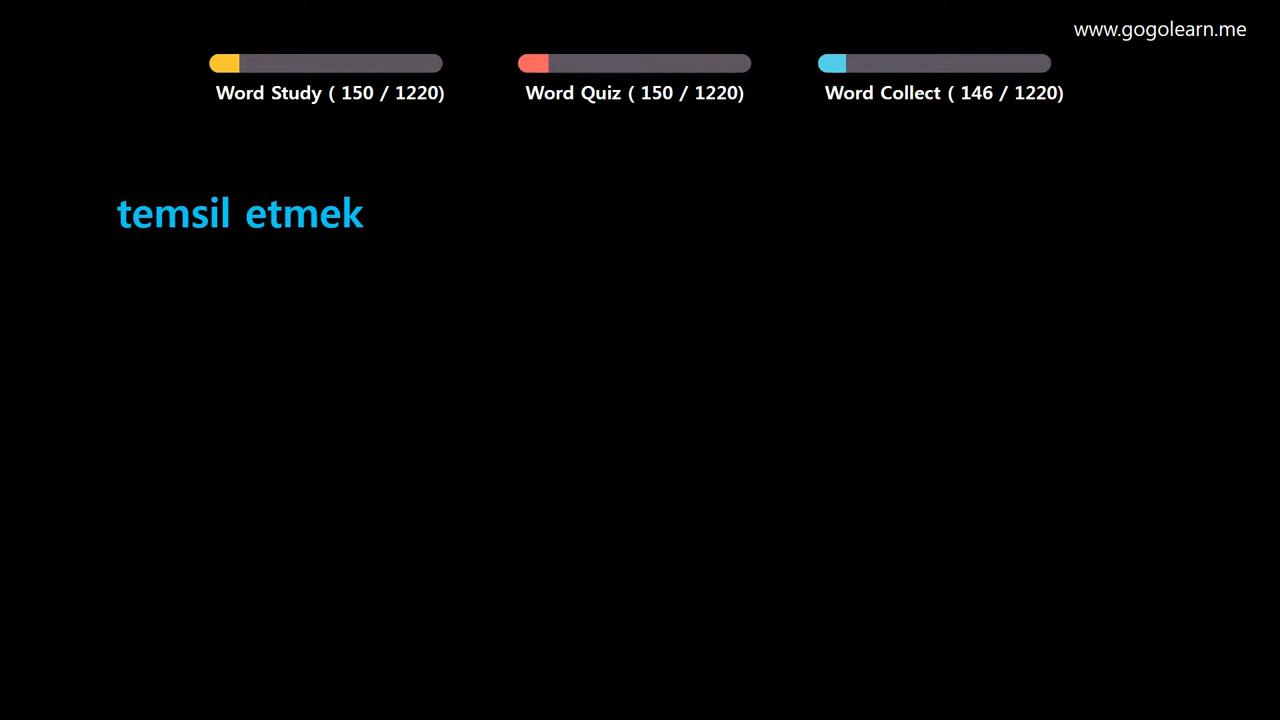 www.gogolearn.me
Word Study ( 150 / 1220)
Word Quiz ( 150 / 1220)
Word Collect ( 146 / 1220)
temsil etmek